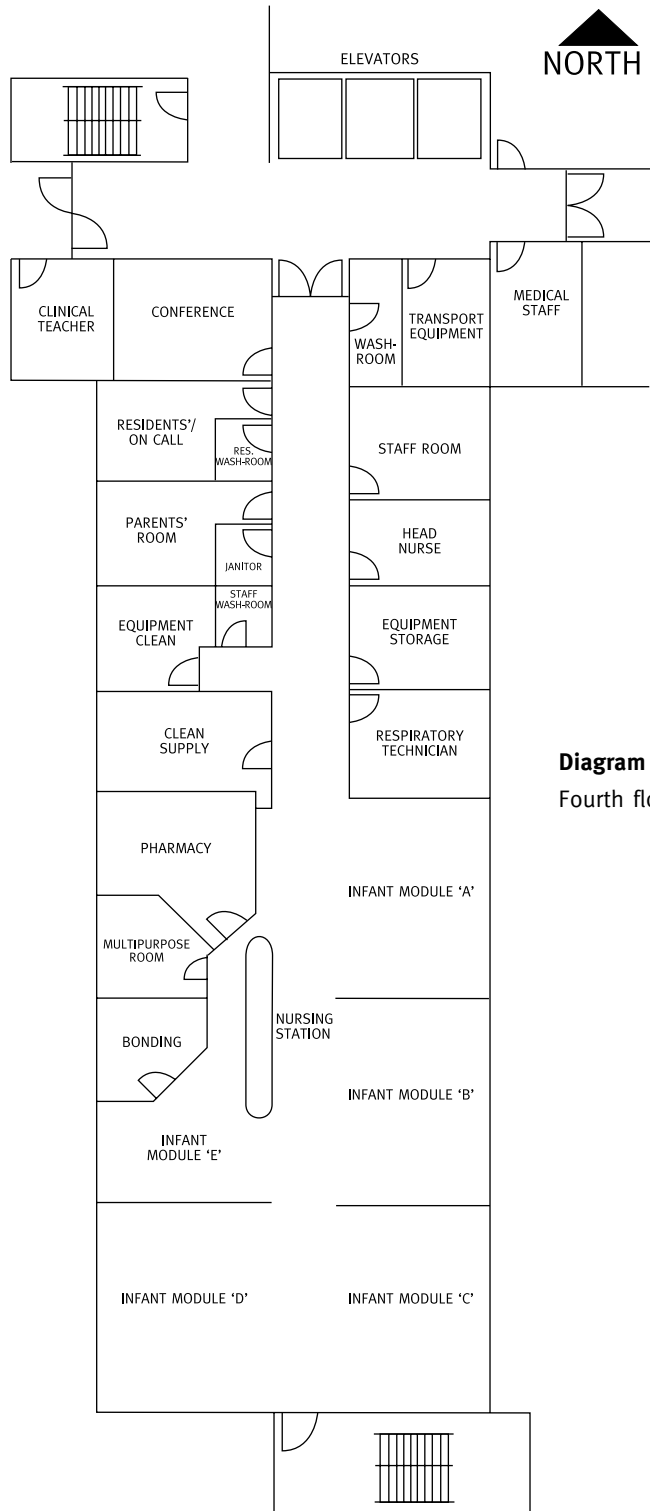 ELEVATORS
NORTH
CLINICAL
TEACHER
CONFERENCE
WASH-
ROOM
TRANSPORT
EQUIPMENT
MEDICAL
STAFF
RESIDENTS'/
ON CALL
RES.
WASH-ROOM
STAFF ROOM
PARENTS'
ROOM
JANITOR
HEAD
NURSE
STAFF
WASH-ROOM
EQUIPMENT
CLEAN
EQUIPMENT
STORAGE
CLEAN
SUPPLY
RESPIRATORY
TECHNICIAN
Diagram
Fourth flo
PHARMACY
INFANT MODULE ‘A’
MULTIPURPOSE
ROOM
NURSING
STATION
BONDING
INFANT MODULE ‘B’
INFANT
MODULE ‘E’
INFANT MODULE ‘D’
INFANT MODULE ‘C’